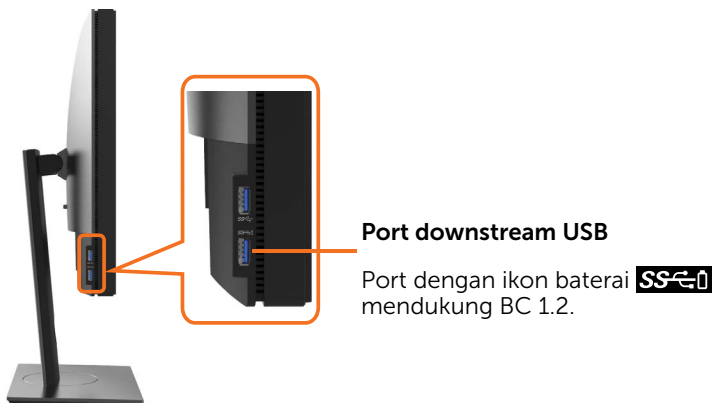 Port downstream USB
Port dengan ikon baterai SS
mendukung BC 1.2.